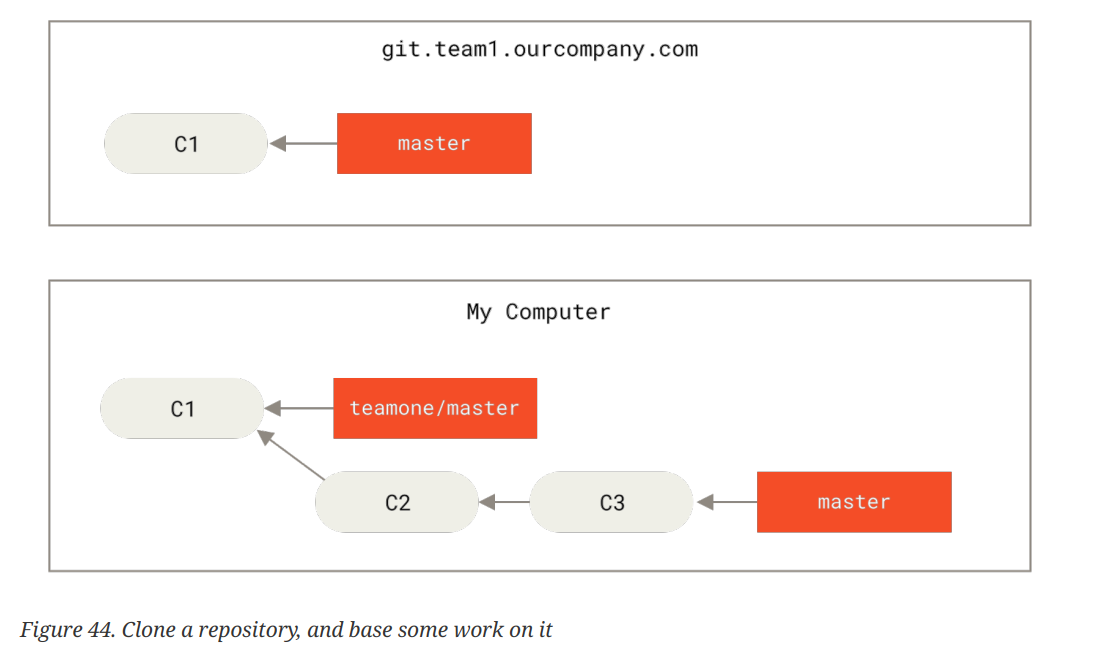 git.team1.ourcompany.com
C1
master
My Computer
C1
teamone/master
C2
C3
master
Figure 44. Clone a repository, and base some work on it